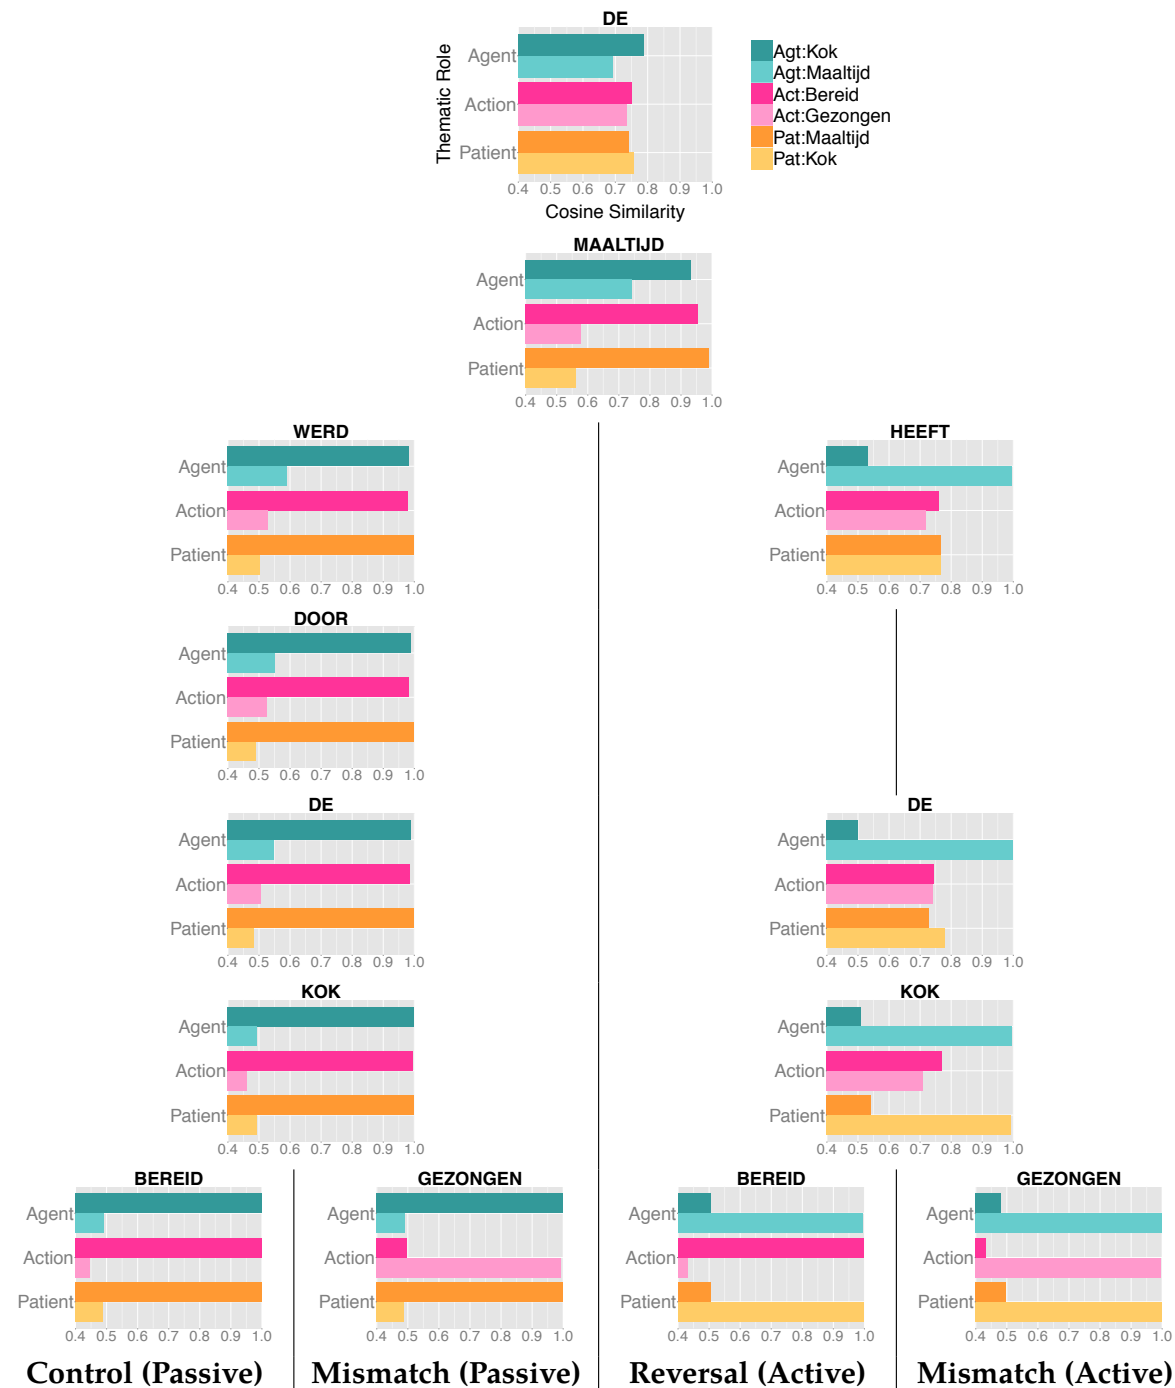 DE
Thematic Role
Agent
Action
Patient
0.4 0.5 0.6 0.7 0.8 0.9 1.0
Cosine Similarity
Agt:Kok
Agt:Maaltijd
Act:Bereid
Act:Gezongen
Pat:Maaltijd
Pat:Kok
MAALTIJD
Agent
Action
Patient
0.4 0.5 0.6 0.7 0.8 0.9 1.0
WERD
Agent
Action
Patient
0.4 0.5 0.6 0.7 0.8 0.9 1.0
HEEFT
Agent
Action
Patient
0.4 0.5 0.6 0.7 0.8 0.9 1.0
DOOR
Agent
Action
Patient
0.4 0.5 0.6 0.7 0.8 0.9 1.0
DE
Agent
Action
Patient
0.4 0.5 0.6 0.7 0.8 0.9 1.0
DE
Agent
Action
Patient
0.4 0.5 0.6 0.7 0.8 0.9 1.0
KOK
Agent
Action
Patient
0.4 0.5 0.6 0.7 0.8 0.9 1.0
KOK
Agent
Action
Patient
0.4 0.5 0.6 0.7 0.8 0.9 1.0
BEREID
Agent
Action
Patient
0.4 0.5 0.6 0.7 0.8 0.9 1.0
Control (Passive)
GEZONGEN
Agent
Action
Patient
0.4 0.5 0.6 0.7 0.8 0.9 1.0
Mismatch (Passive)
BEREID
Agent
Action
Patient
0.4 0.5 0.6 0.7 0.8 0.9 1.0
Reversal (Active)
GEZONGEN
Agent
Action
Patient
0.4 0.5 0.6 0.7 0.8 0.9 1.0
Mismatch (Active)